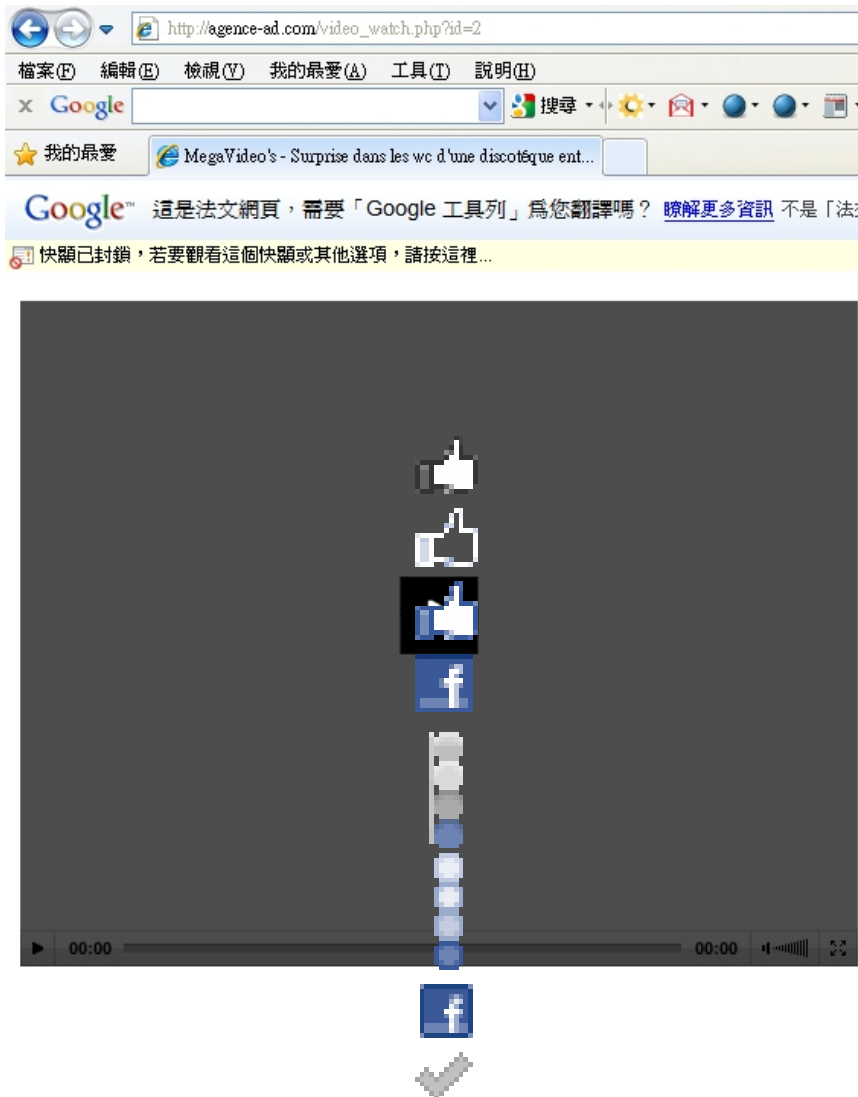 http://agence-ad.com/video_watch.php?id=2
檔案(F) 編輯(E) 檢視(V) 我的最愛(A) 工具(T) 說明(H)
x Google 搜尋
我的最愛 MegaVideo's - Surprise dans les wc d'une discotéque ent...
Google™ 這是法文網頁，需要「Google 工具列」為您翻譯嗎？ 瞭解更多資訊 不是「法
快顯已封鎖，若要觀看這個快顯或其他選項，請按這裡...
f
00:00 00:00
f